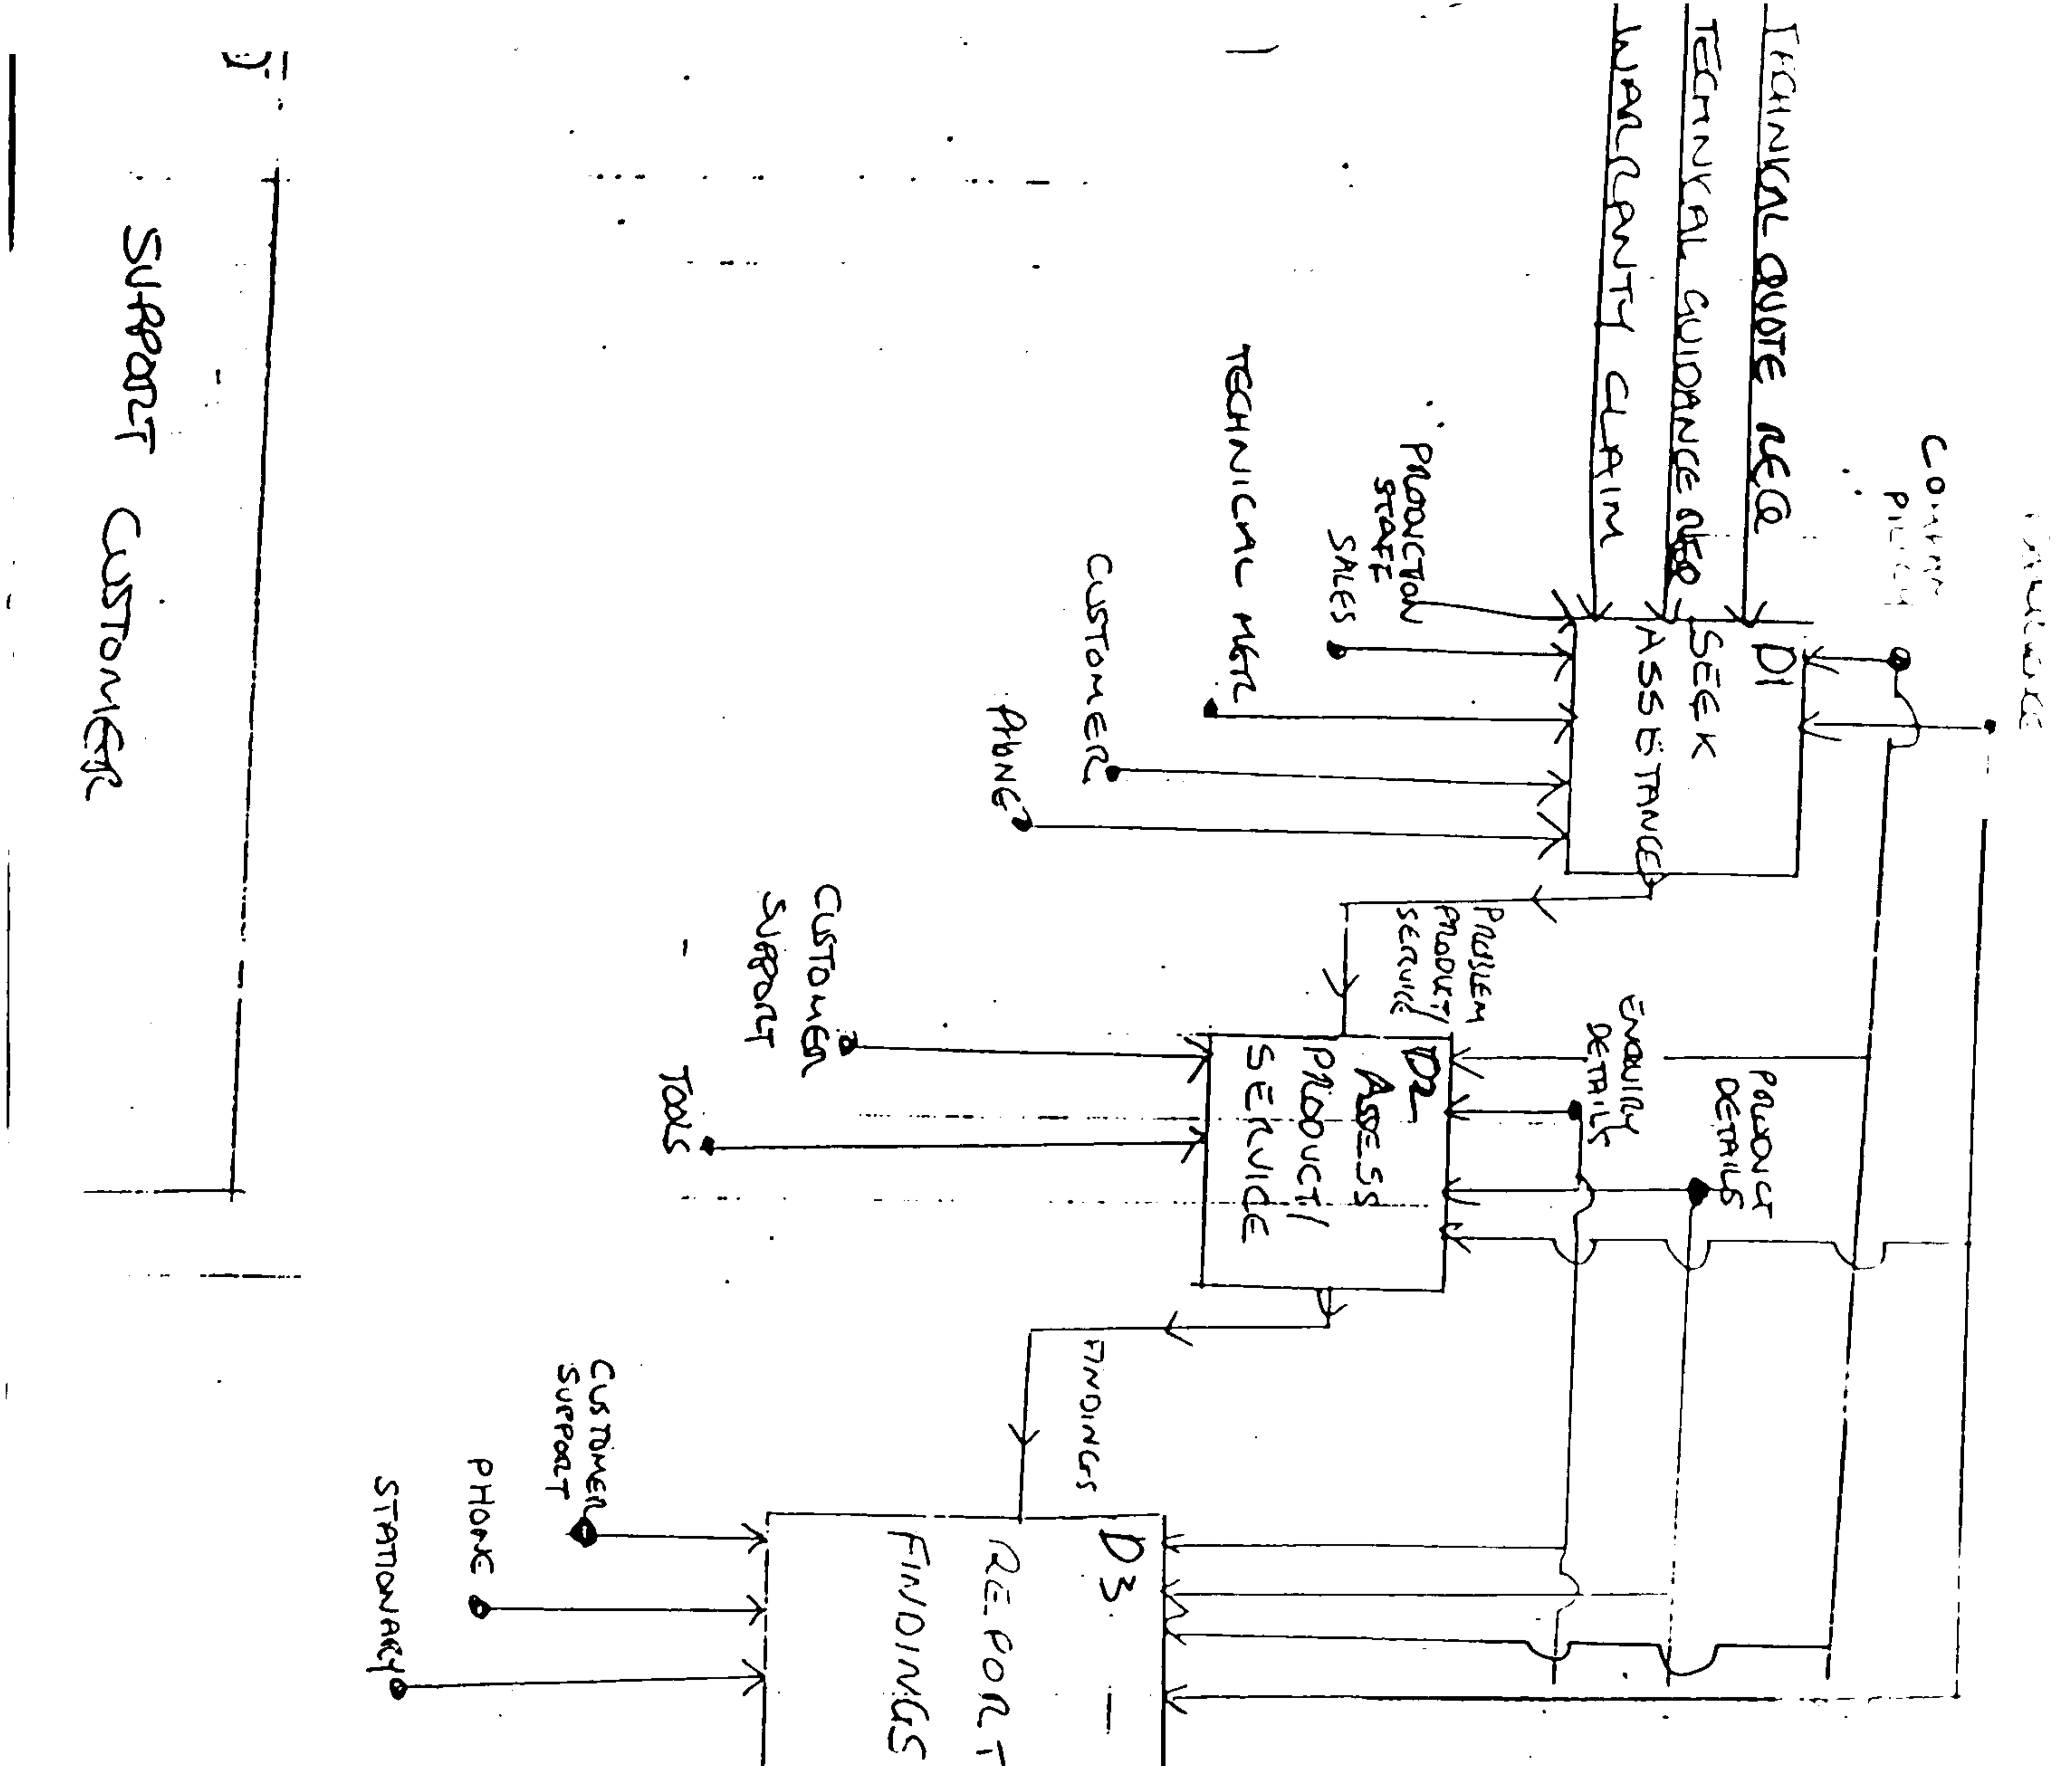 TECHNICAL QUOTE REQ
TECHNICAL GUIDANCE REQ
WARRANTY CLAIM
D1
SEEK
ASSISTANCE
PRODUCTION
STAFF
SALES
TECHNICAL MGR
CUSTOMER
PHONE
PROBLEM
PRODUCT/
SERVICE
ENQUIRY
DETAILS
PRODUCT
DETAILS
D2
ASSESS
PRODUCT/
SERVICE
CUSTOMER
SUPPORT
TOOLS
FINDINGS
D3
REPORT
FINDINGS
CUSTOMER
SUPPORT
PHONE
STATIONARY
SUPPORT CUSTOMER